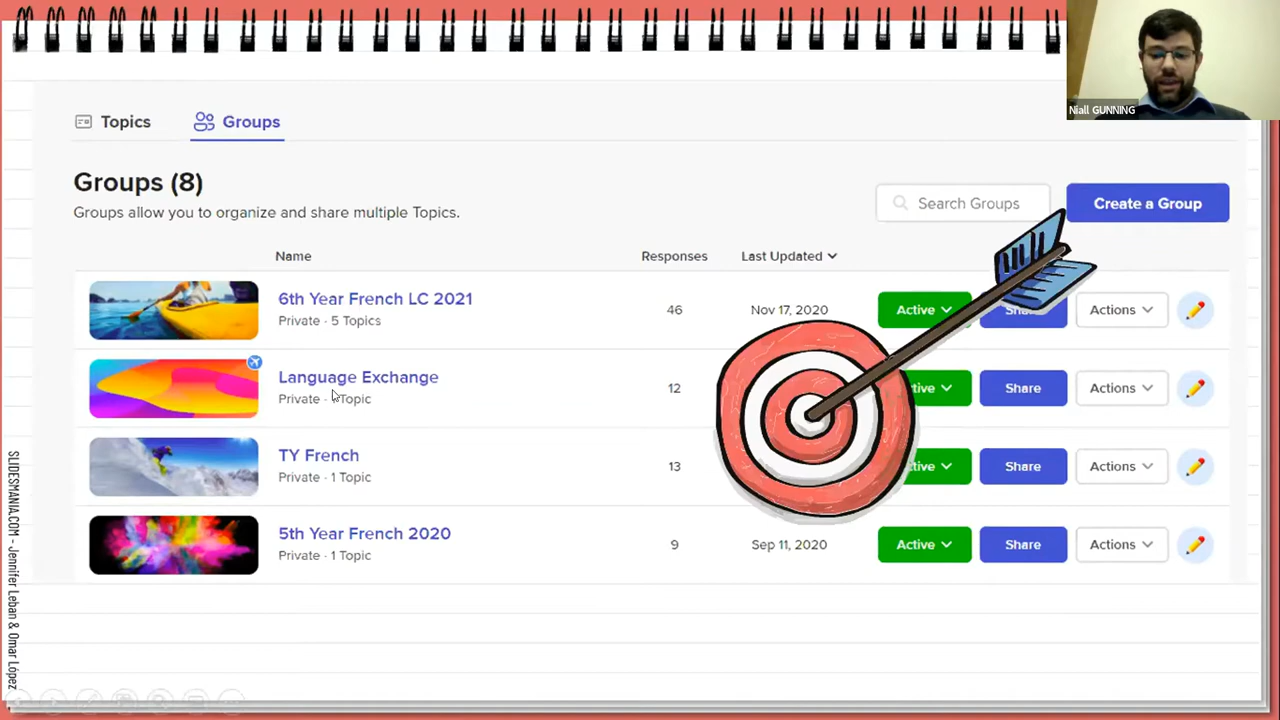 Niall GUNNING
Topics
Groups
Groups (8)
Groups allow you to organize and share multiple Topics.
Search Groups
Create a Group
Name
Responses
Last Updated
6th Year French LC 2021
Private · 5 Topics
46
Nov 17, 2020
Active
Actions
Language Exchange
Private · Topic
12
Share
Actions
TY French
Private · 1 Topic
13
Share
Actions
5th Year French 2020
Private · 1 Topic
9
Sep 11, 2020
Active
Share
Actions
SLIDESMANIA.COM - Jennifer Leban & Omar López